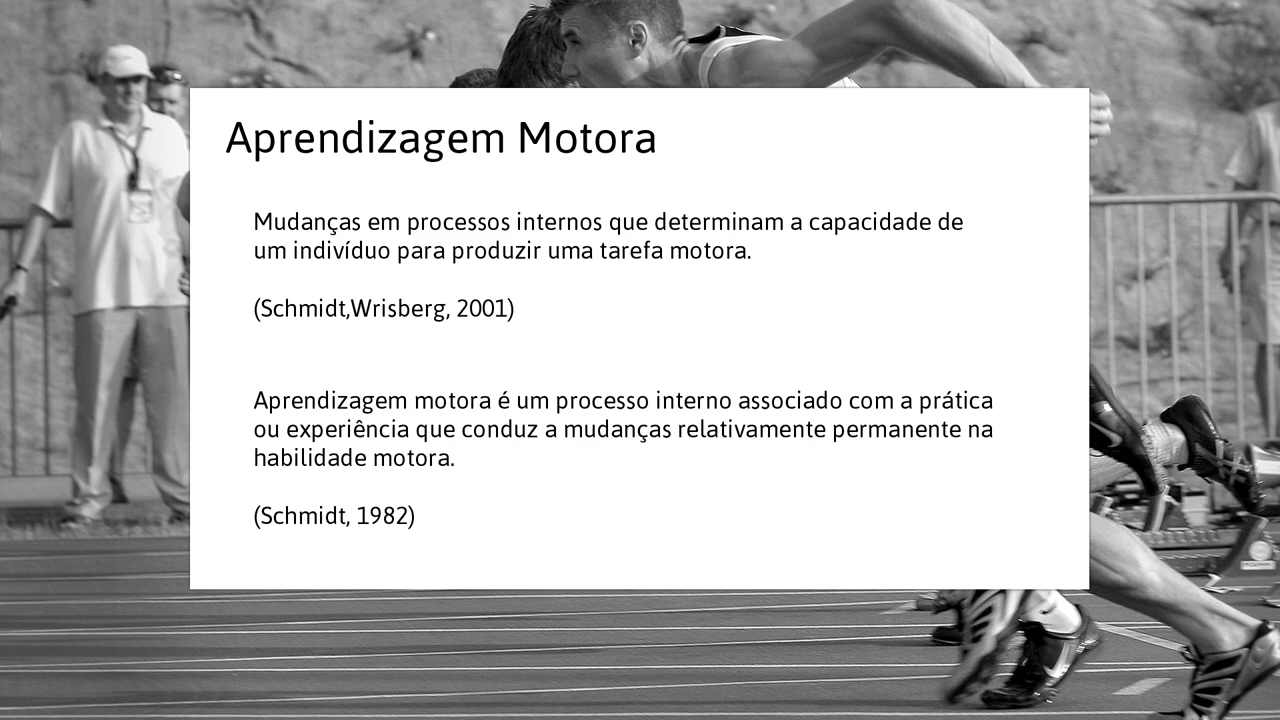 Aprendizagem Motora
Mudanças em processos internos que determinam a capacidade de
um indivíduo para produzir uma tarefa motora.
(Schmidt,Wrisberg, 2001)
Aprendizagem motora é um processo interno associado com a prática
ou experiência que conduz a mudanças relativamente permanente na
habilidade motora.
(Schmidt, 1982)